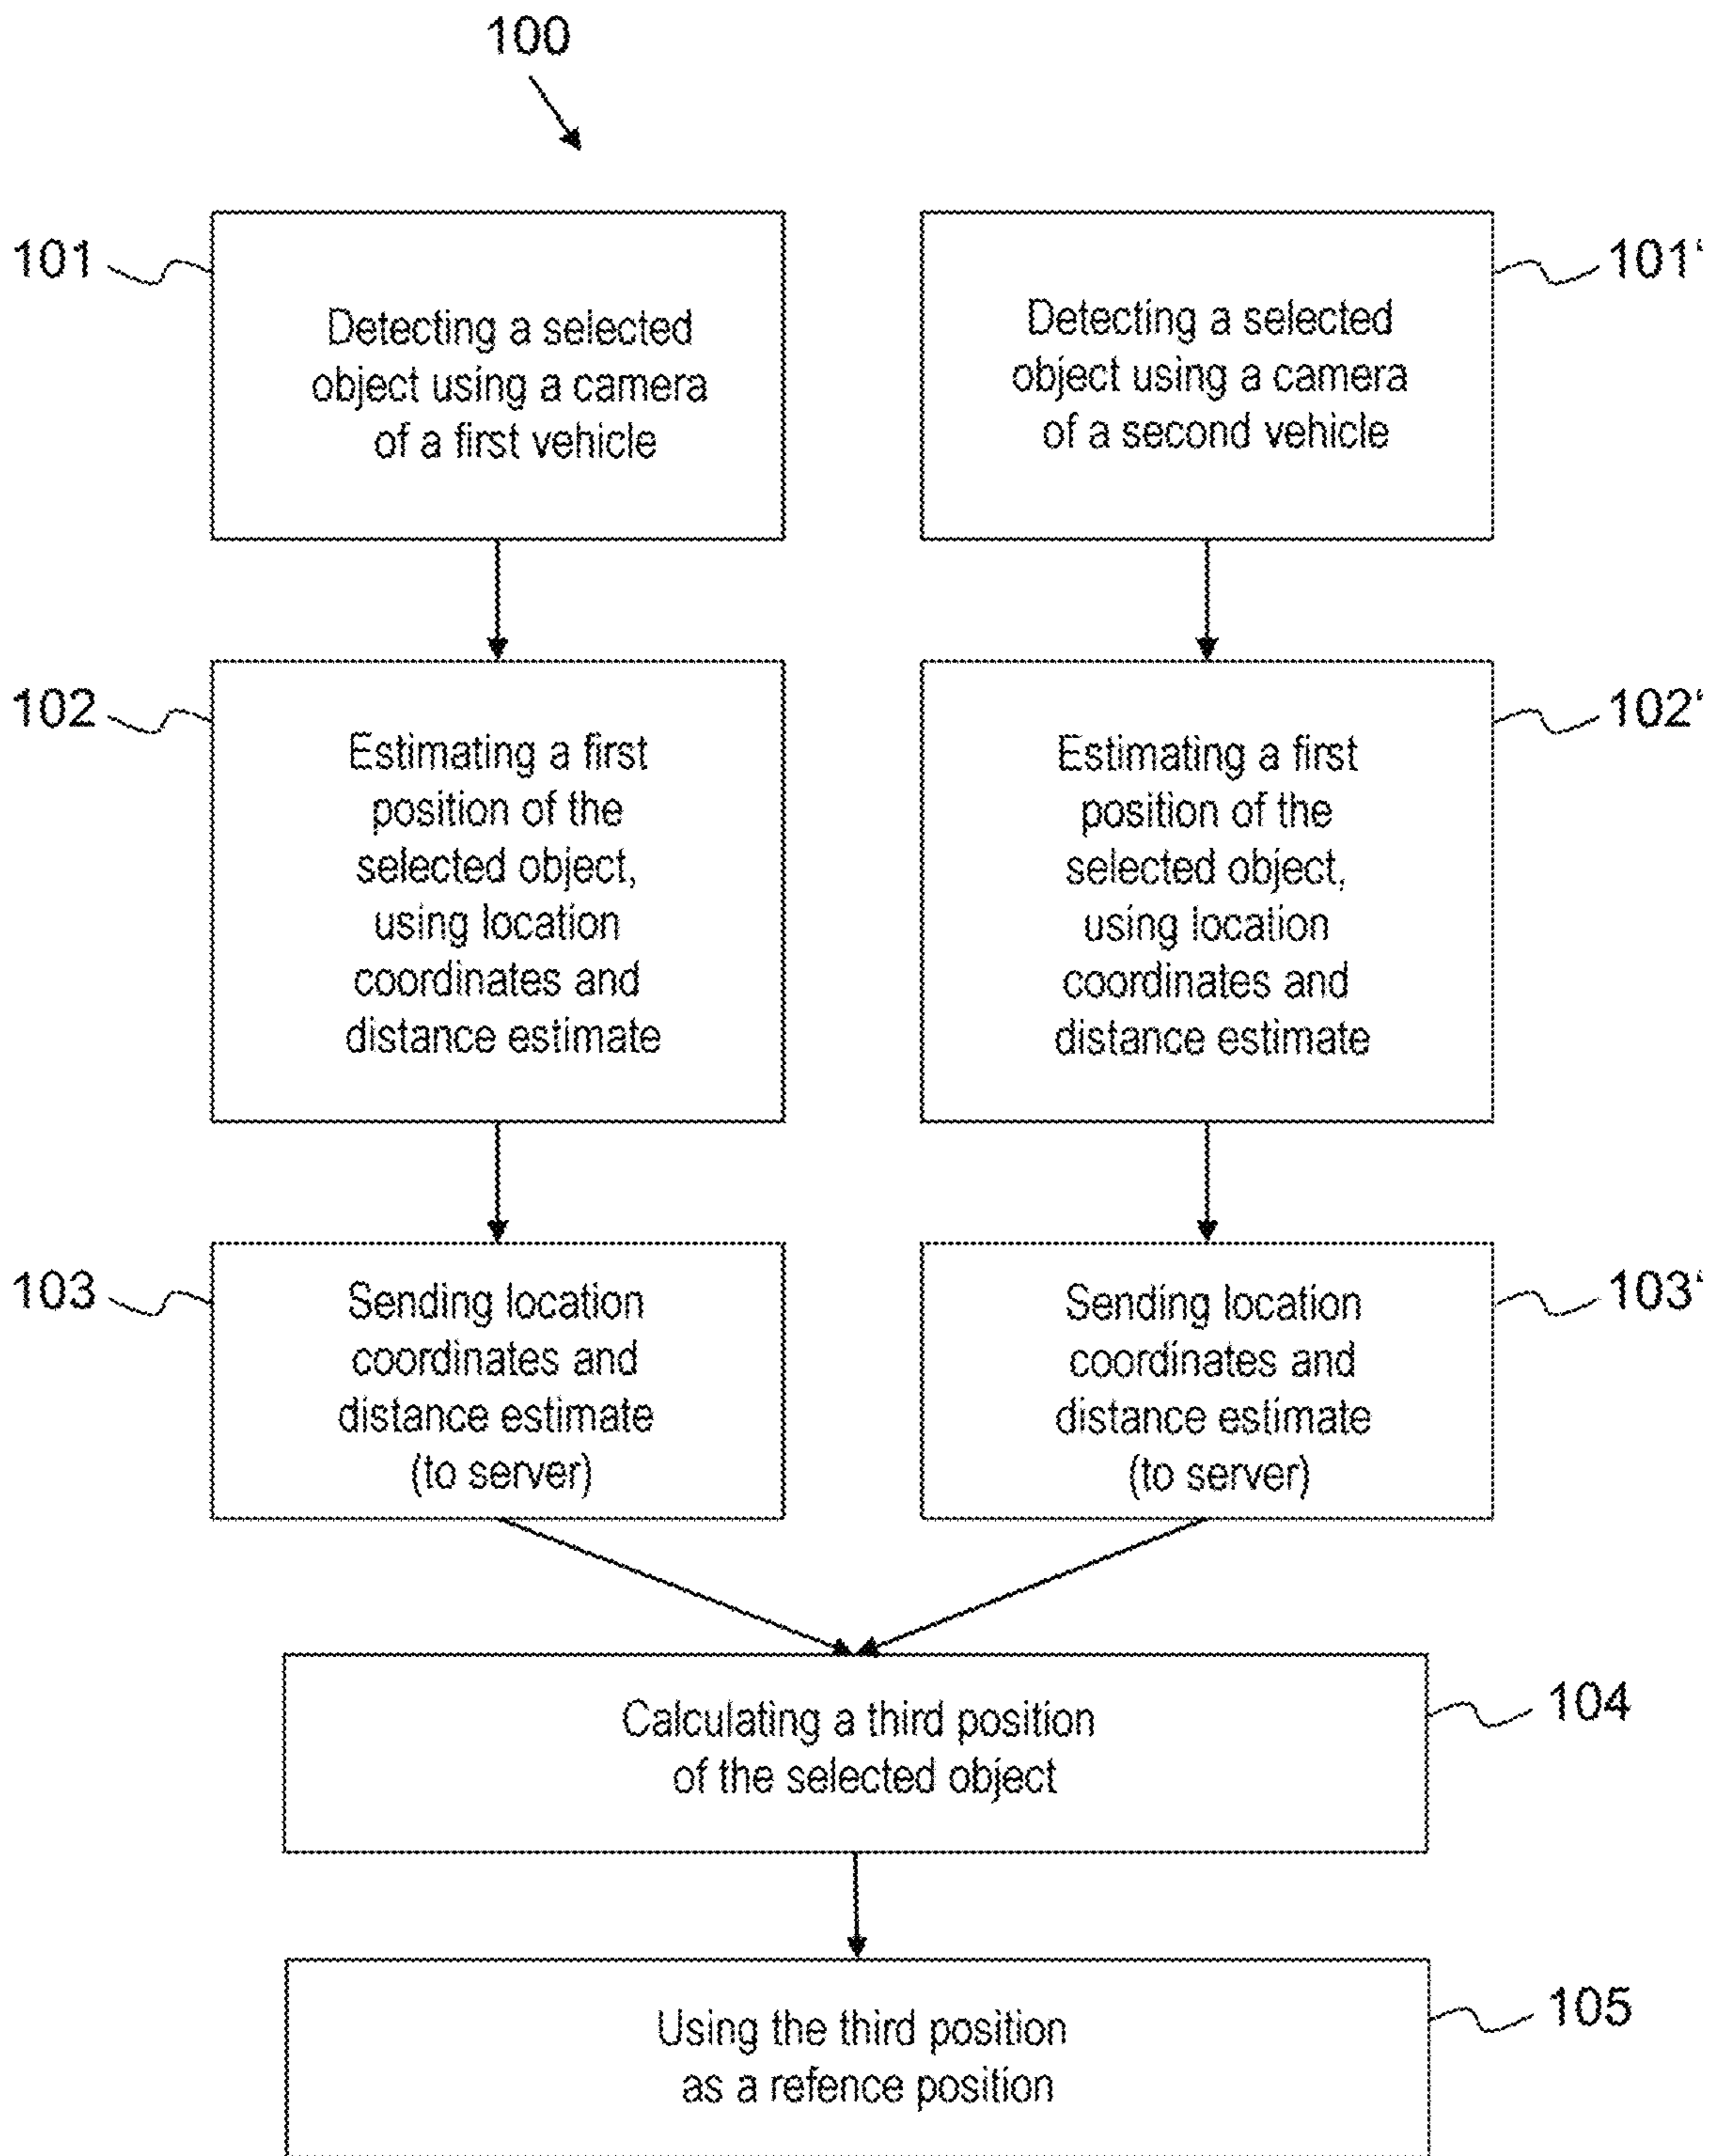 100
101
Detecting a selected
object using a camera
of a first vehicle
101‘
Detecting a selected
object using a camera
of a second vehicle
102
Estimating a first
position of the
selected object,
using location
coordinates and
distance estimate
102‘
Estimating a first
position of the
selected object,
using location
coordinates and
distance estimate
103
Sending location
coordinates and
distance estimate
(to server)
103‘
Sending location
coordinates and
distance estimate
(to server)
104
Calculating a third position
of the selected object
105
Using the third position
as a refence position